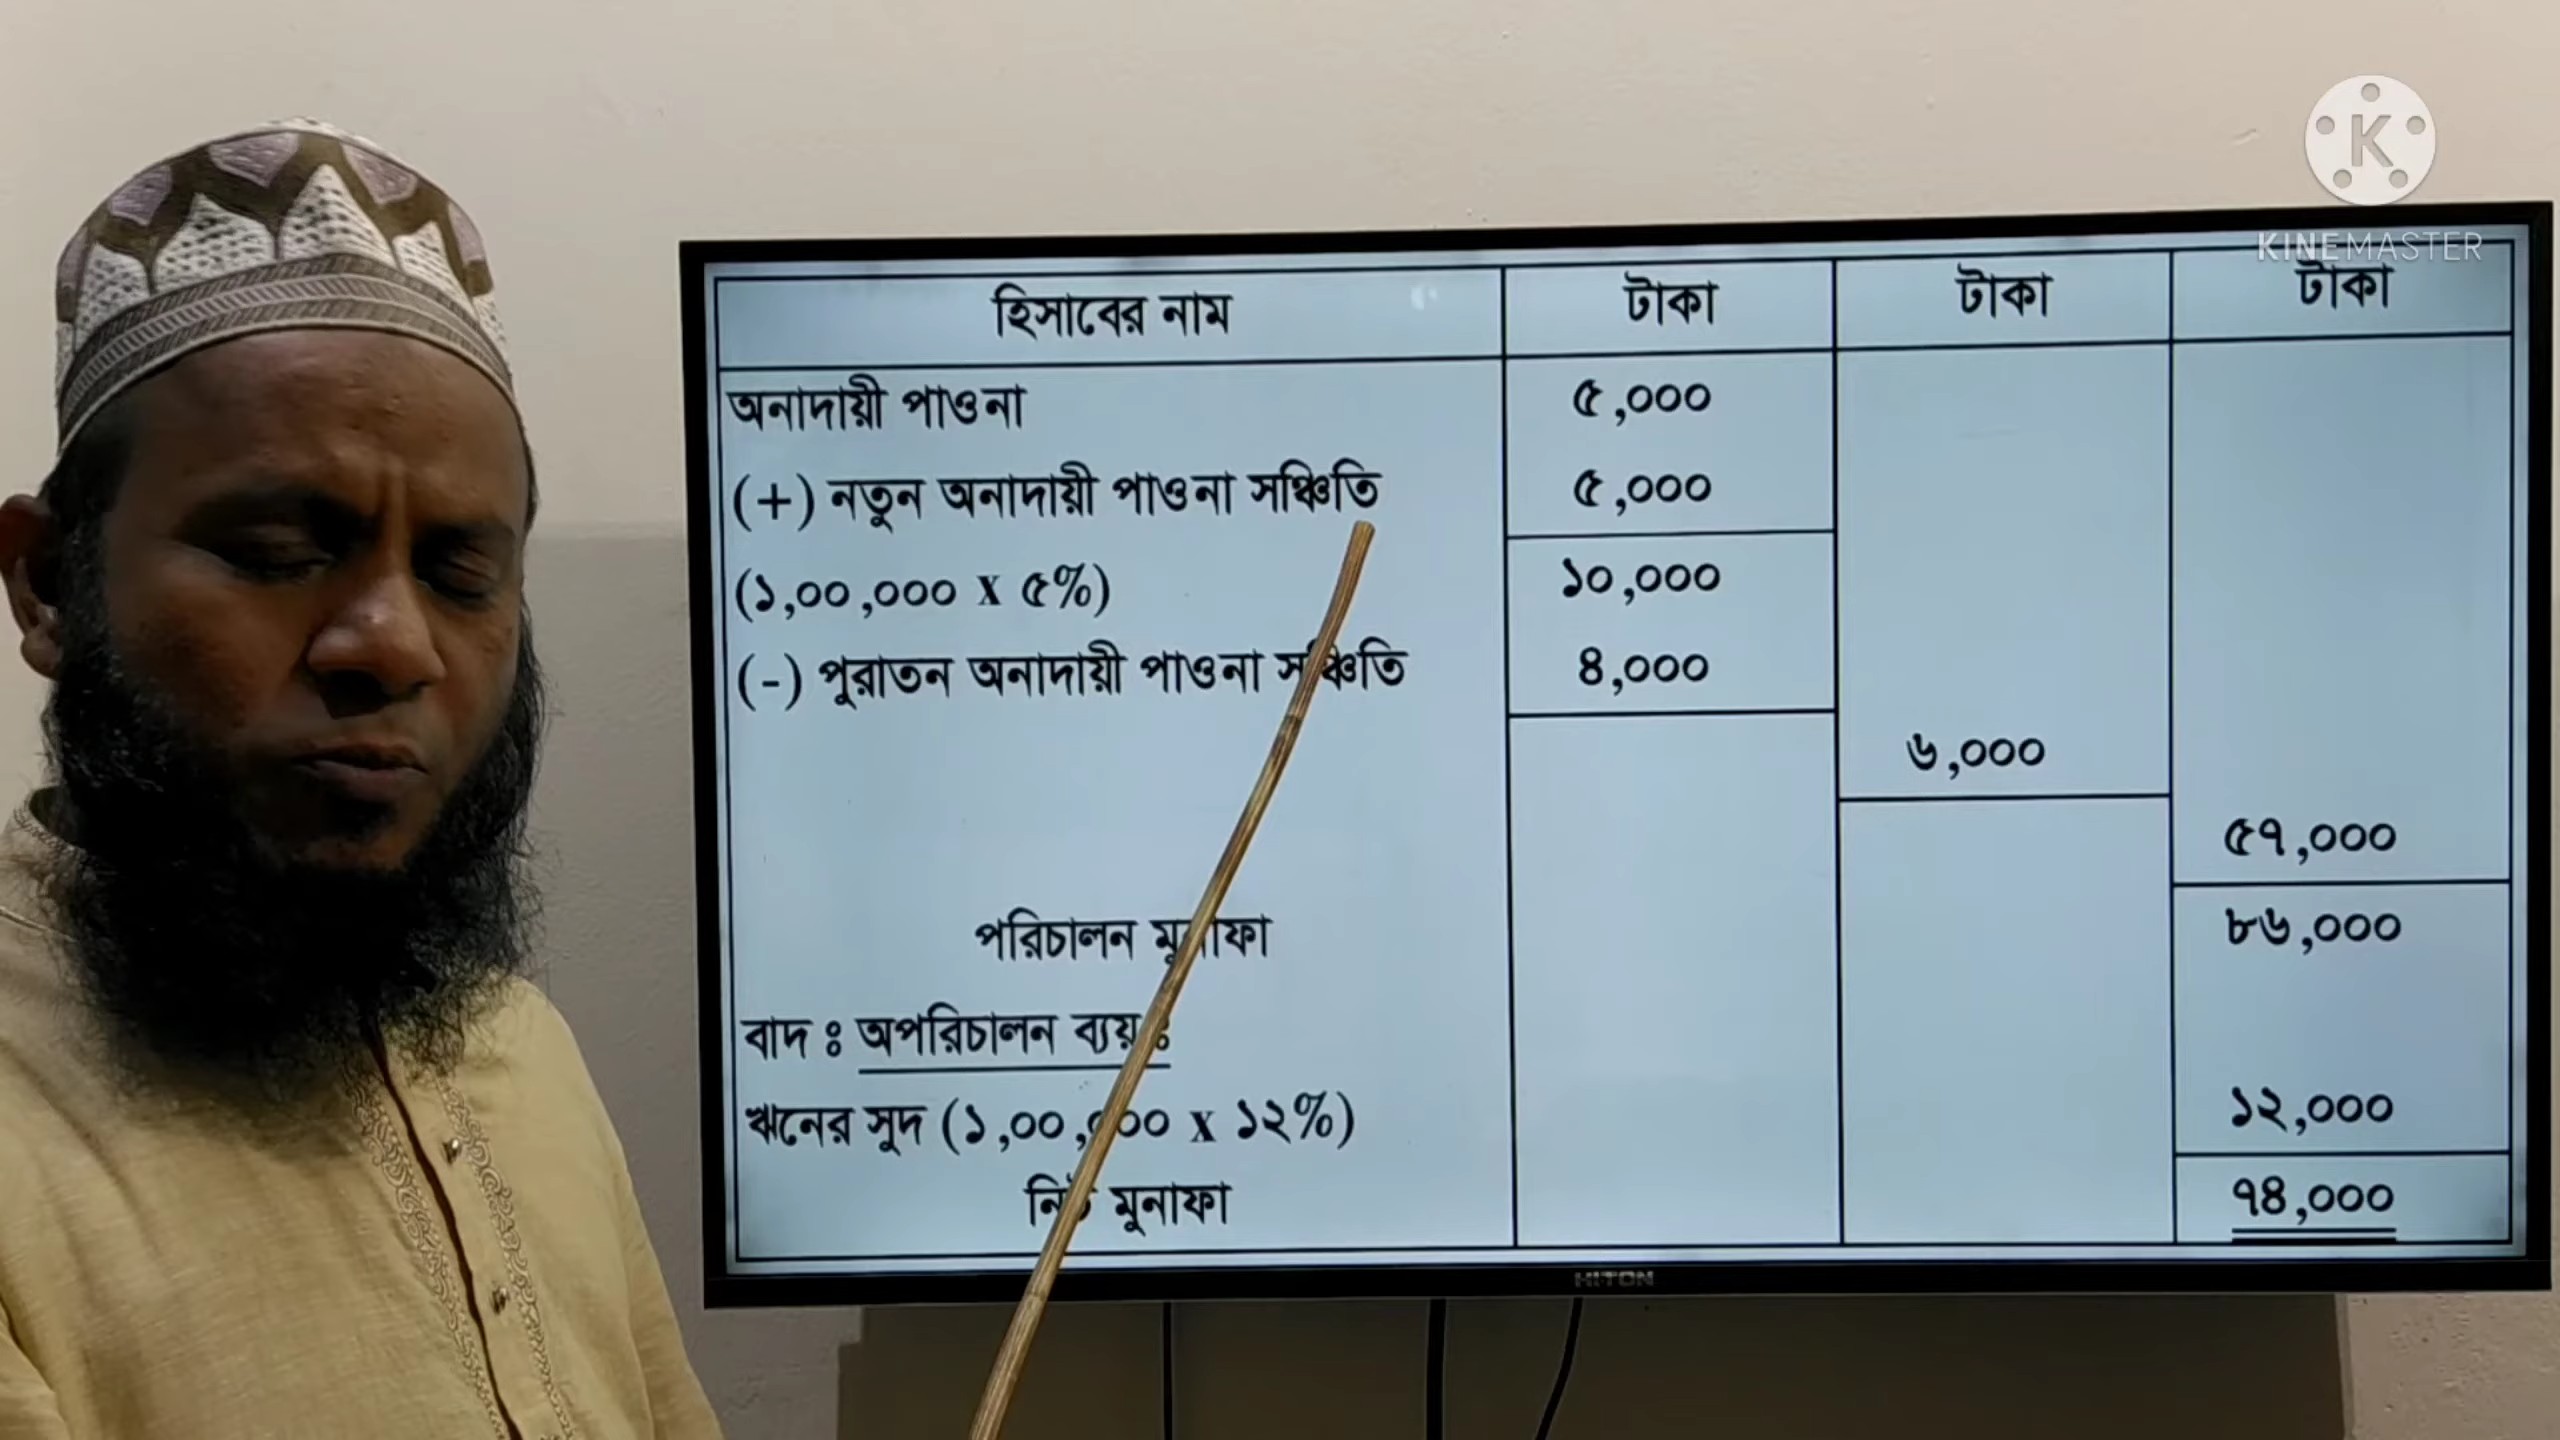 K
KINEMASTER
হিসাবের নাম টাকা টাকা টাকা
অনাদায়ী পাওনা ৫,০০০
(+) নতুন অনাদায়ী পাওনা সঞ্চিতি ৫,০০০
(১,০০,০০০ x ৫%) ১০,০০০
(-) পুরাতন অনাদায়ী পাওনা সঞ্চিতি ৪,০০০
৬,০০০
৫৭,০০০
পরিচালন মুনাফা ৮৬,০০০
বাদ ঃ অপরিচালন ব্যয় ঃ
ঋনের সুদ (১,০০,০০০ x ১২%) ১২,০০০
নিট মুনাফা ৭৪,০০০
HITON